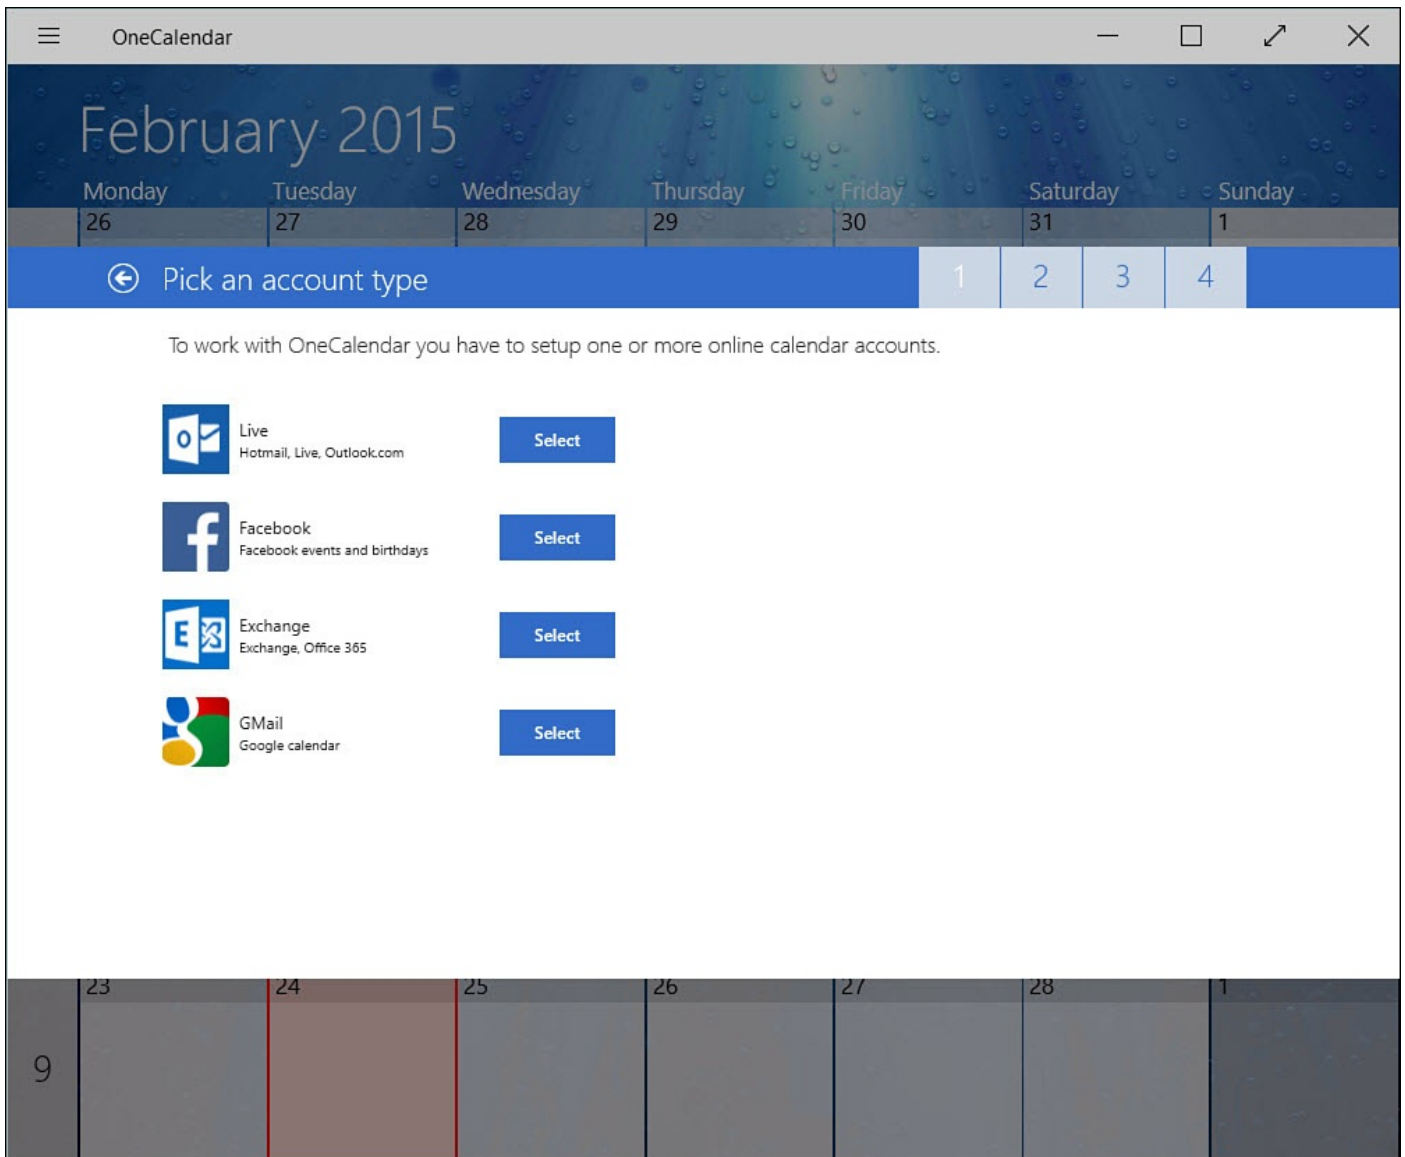 OneCalendar
February 2015
Monday Tuesday Wednesday Thursday Friday Saturday Sunday
26 27 28 29 30 31 1
Pick an account type 1 2 3 4
To work with OneCalendar you have to setup one or more online calendar accounts.
Live
Hotmail, Live, Outlook.com
Select
Facebook
Facebook events and birthdays
Select
Exchange
Exchange, Office 365
Select
GMail
Google calendar
Select
23 24 25 26 27 28 1
9